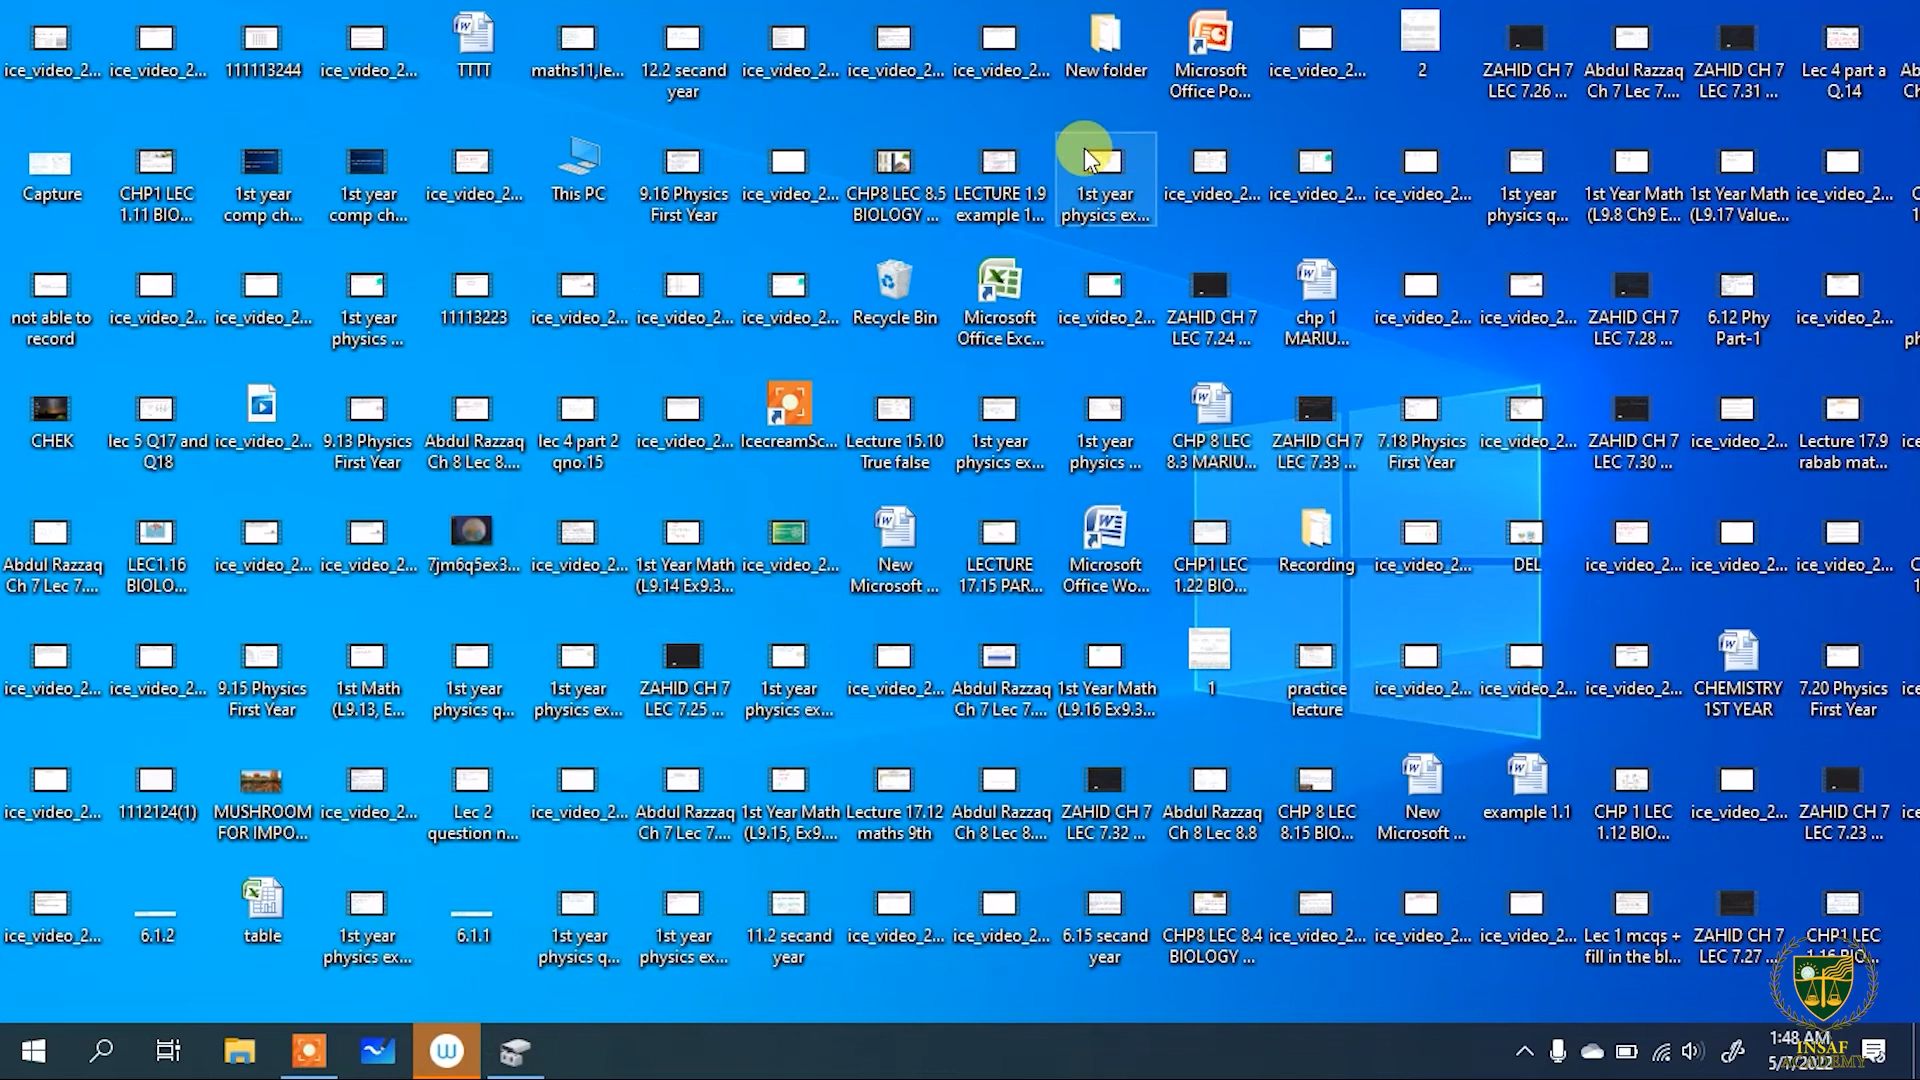 ice_video_2...
ice_video_2...
111113244
ice_video_2...
TTTT
maths11,le...
12.2 secand
year
ice_video_2...
ice_video_2...
ice_video_2...
New folder
Microsoft
Office Po...
ice_video_2...
2
ZAHID CH 7
LEC 7.26 ...
Abdul Razzaq
Ch 7 Lec 7....
ZAHID CH 7
LEC 7.31 ...
Lec 4 part a
Q.14
Capture
CHP1 LEC
1.11 BIO...
1st year
comp ch...
1st year
comp ch...
ice_video_2...
This PC
9.16 Physics
First Year
ice_video_2...
CHP8 LEC 8.5
BIOLOGY ...
LECTURE 1.9
example 1...
1st year
physics ex...
ice_video_2...
ice_video_2...
ice_video_2...
1st year
physics q...
1st Year Math
(L9.8 Ch9 E...
1st Year Math
(L9.17 Value...
ice_video_2...
not able to
record
ice_video_2...
ice_video_2...
1st year
physics ...
11113223
ice_video_2...
ice_video_2...
ice_video_2...
Recycle Bin
Microsoft
Office Exc...
ice_video_2...
ZAHID CH 7
LEC 7.24 ...
chp 1
MARIU...
ice_video_2...
ice_video_2...
ZAHID CH 7
LEC 7.28 ...
6.12 Phy
Part-1
ice_video_2...
CHEK
lec 5 Q17 and
Q18
ice_video_2...
9.13 Physics
First Year
Abdul Razzaq
Ch 8 Lec 8....
lec 4 part 2
qno.15
ice_video_2...
IcecreamSc...
Lecture 15.10
True false
1st year
physics ex...
1st year
physics ...
CHP 8 LEC
8.3 MARIU...
ZAHID CH 7
LEC 7.33 ...
7.18 Physics
First Year
ice_video_2...
ZAHID CH 7
LEC 7.30 ...
ice_video_2...
Lecture 17.9
rabab mat...
Abdul Razzaq
Ch 7 Lec 7....
LEC1.16
BIOLO...
ice_video_2...
ice_video_2...
7jm6q5ex3...
ice_video_2...
1st Year Math
(L9.14 Ex9.3...
ice_video_2...
New
Microsoft ...
LECTURE
17.15 PAR...
Microsoft
Office Wo...
CHP1 LEC
1.22 BIO...
Recording
ice_video_2...
DEL
ice_video_2...
ice_video_2...
ice_video_2...
ice_video_2...
ice_video_2...
9.15 Physics
First Year
1st Math
(L9.13, E...
1st year
physics q...
1st year
physics ex...
ZAHID CH 7
LEC 7.25 ...
1st year
physics ex...
ice_video_2...
Abdul Razzaq
Ch 7 Lec 7....
1st Year Math
(L9.16 Ex9.3...
1
practice
lecture
ice_video_2...
ice_video_2...
ice_video_2...
CHEMISTRY
1ST YEAR
7.20 Physics
First Year
ice_video_2...
1112124(1)
MUSHROOM
FOR IMPO...
ice_video_2...
Lec 2
question n...
ice_video_2...
Abdul Razzaq
Ch 7 Lec 7....
1st Year Math
(L9.15, Ex9....
Lecture 17.12
maths 9th
Abdul Razzaq
Ch 8 Lec 8....
ZAHID CH 7
LEC 7.32 ...
Abdul Razzaq
Ch 8 Lec 8.8
CHP 8 LEC
8.15 BIO...
New
Microsoft ...
example 1.1
CHP 1 LEC
1.12 BIO...
ice_video_2...
ZAHID CH 7
LEC 7.23 ...
ice_video_2...
6.1.2
table
1st year
physics ex...
6.1.1
1st year
physics q...
1st year
physics ex...
11.2 secand
year
ice_video_2...
ice_video_2...
6.15 secand
year
CHP8 LEC 8.4
BIOLOGY ...
ice_video_2...
ice_video_2...
ice_video_2...
Lec 1 mcqs +
fill in the bl...
ZAHID CH 7
LEC 7.27 ...
CHP1 LEC
1.16 BIO...
1:48 AM
5/7/2022
INSAF
ACADEMY